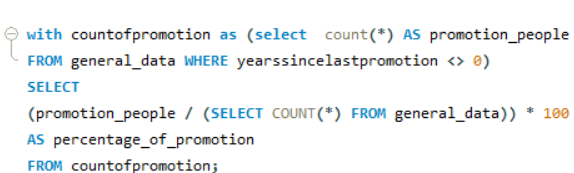 with countofpromotion as (select  count(*) AS promotion_people
FROM general_data WHERE yearssincelastpromotion <> 0)
SELECT
(promotion_people / (SELECT COUNT(*) FROM general_data)) * 100
AS percentage_of_promotion
FROM countofpromotion;